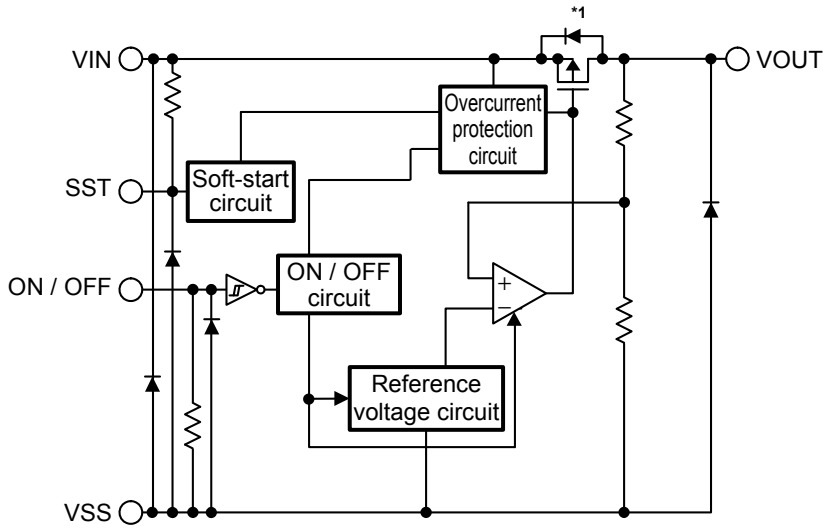 *1
VIN
VOUT
Overcurrent
protection
circuit
SST
Soft-start
circuit
ON / OFF
ON / OFF
circuit
+
−
Reference
voltage circuit
VSS